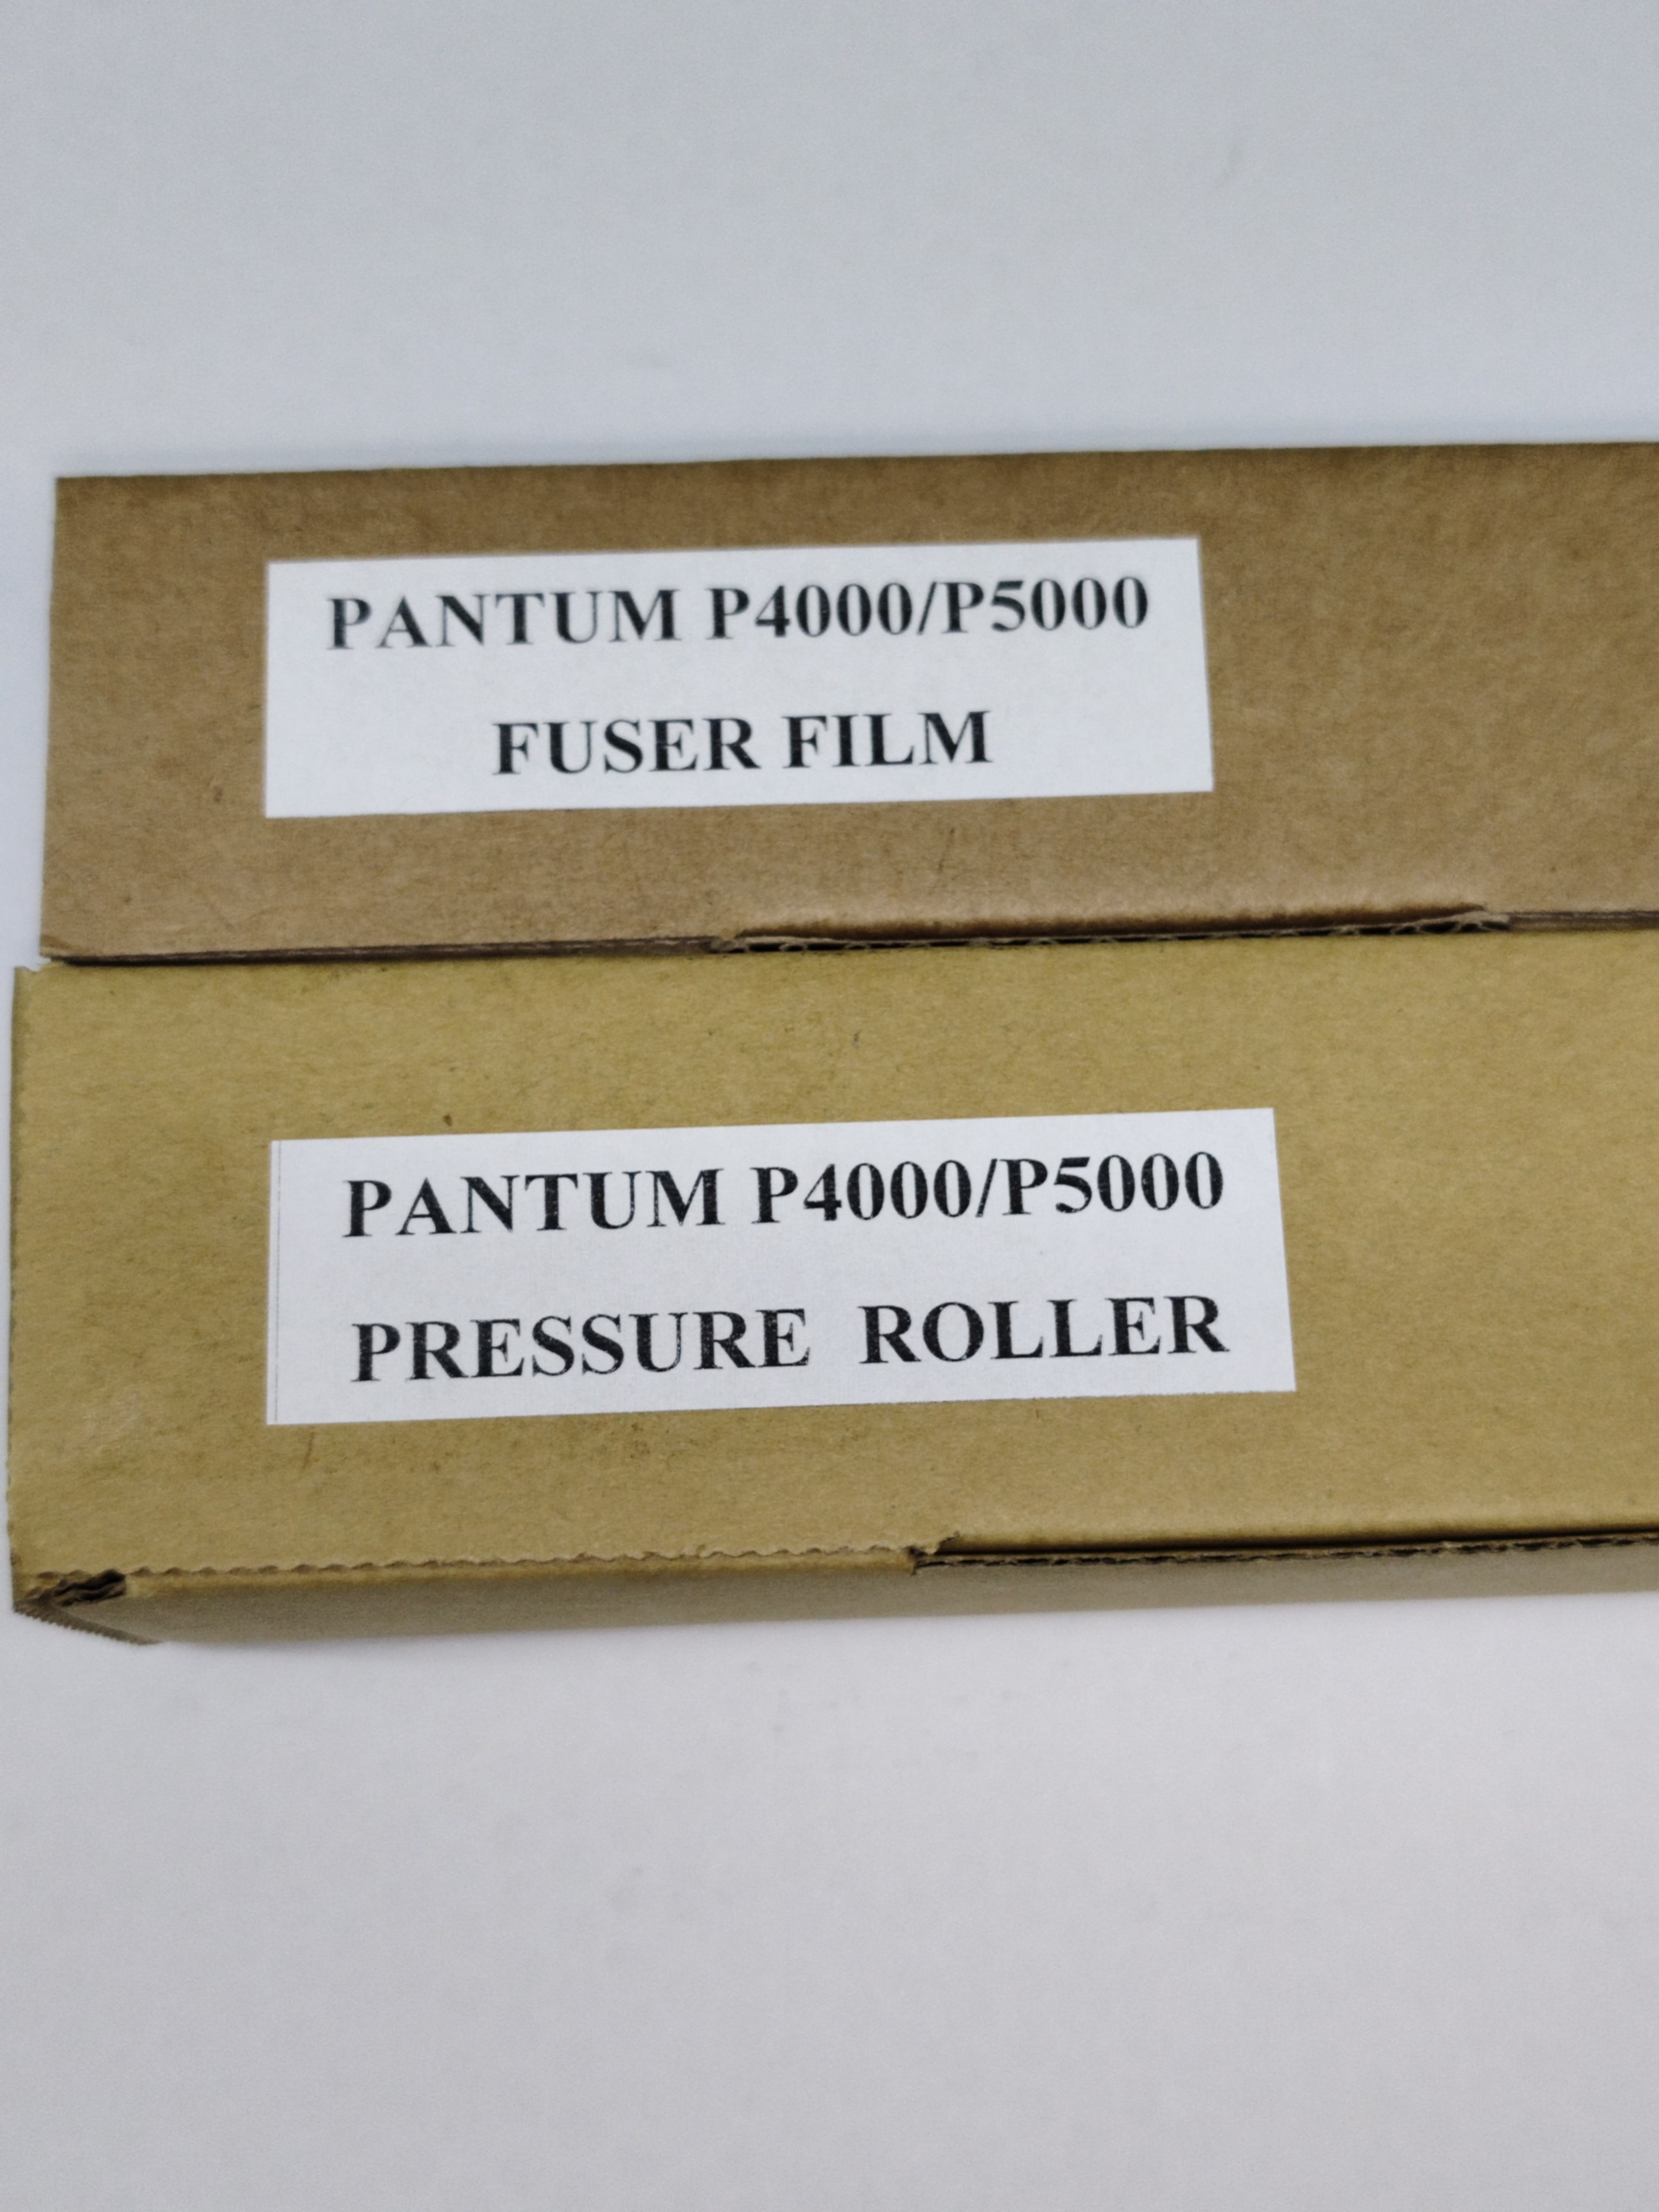 PANTUM P4000/P5000
FUSER FILM
PANTUM P4000/P5000
PRESSURE ROLLER